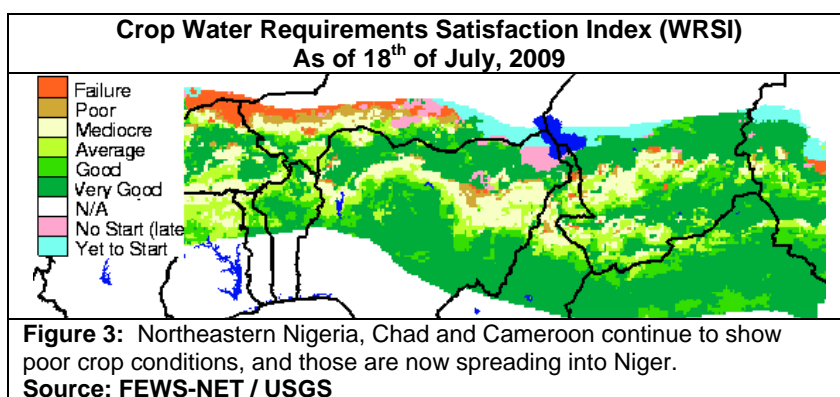 Crop Water Requirements Satisfaction Index (WRSI)
As of 18th of July, 2009
Failure
Poor
Mediocre
Average
Good
Very Good
N/A
No Start (late
Yet to Start
Figure 3: Northeastern Nigeria, Chad and Cameroon continue to show
poor crop conditions, and those are now spreading into Niger.
Source: FEWS-NET / USGS